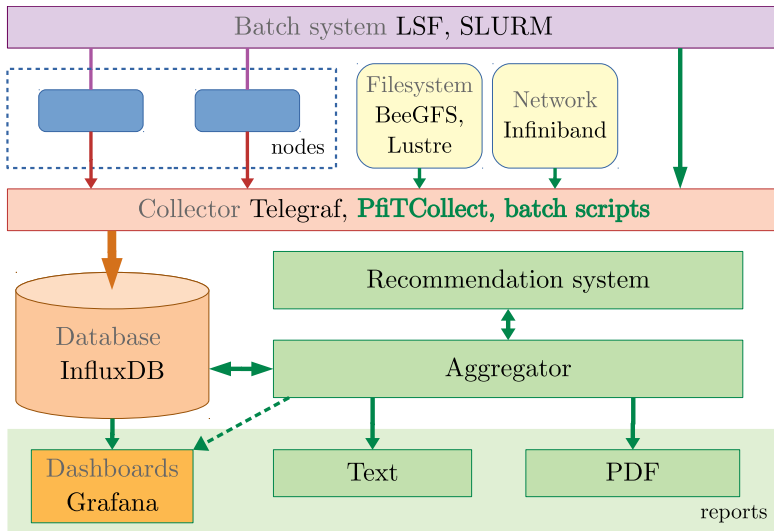 Batch system LSF, SLURM
Filesystem
BeeGFS,
Lustre
Network
Infiniband
nodes
Collector Telegraf, PfiTCollect, batch scripts
Recommendation system
Database
InfluxDB
Aggregator
Dashboards
Grafana
Text
PDF
reports